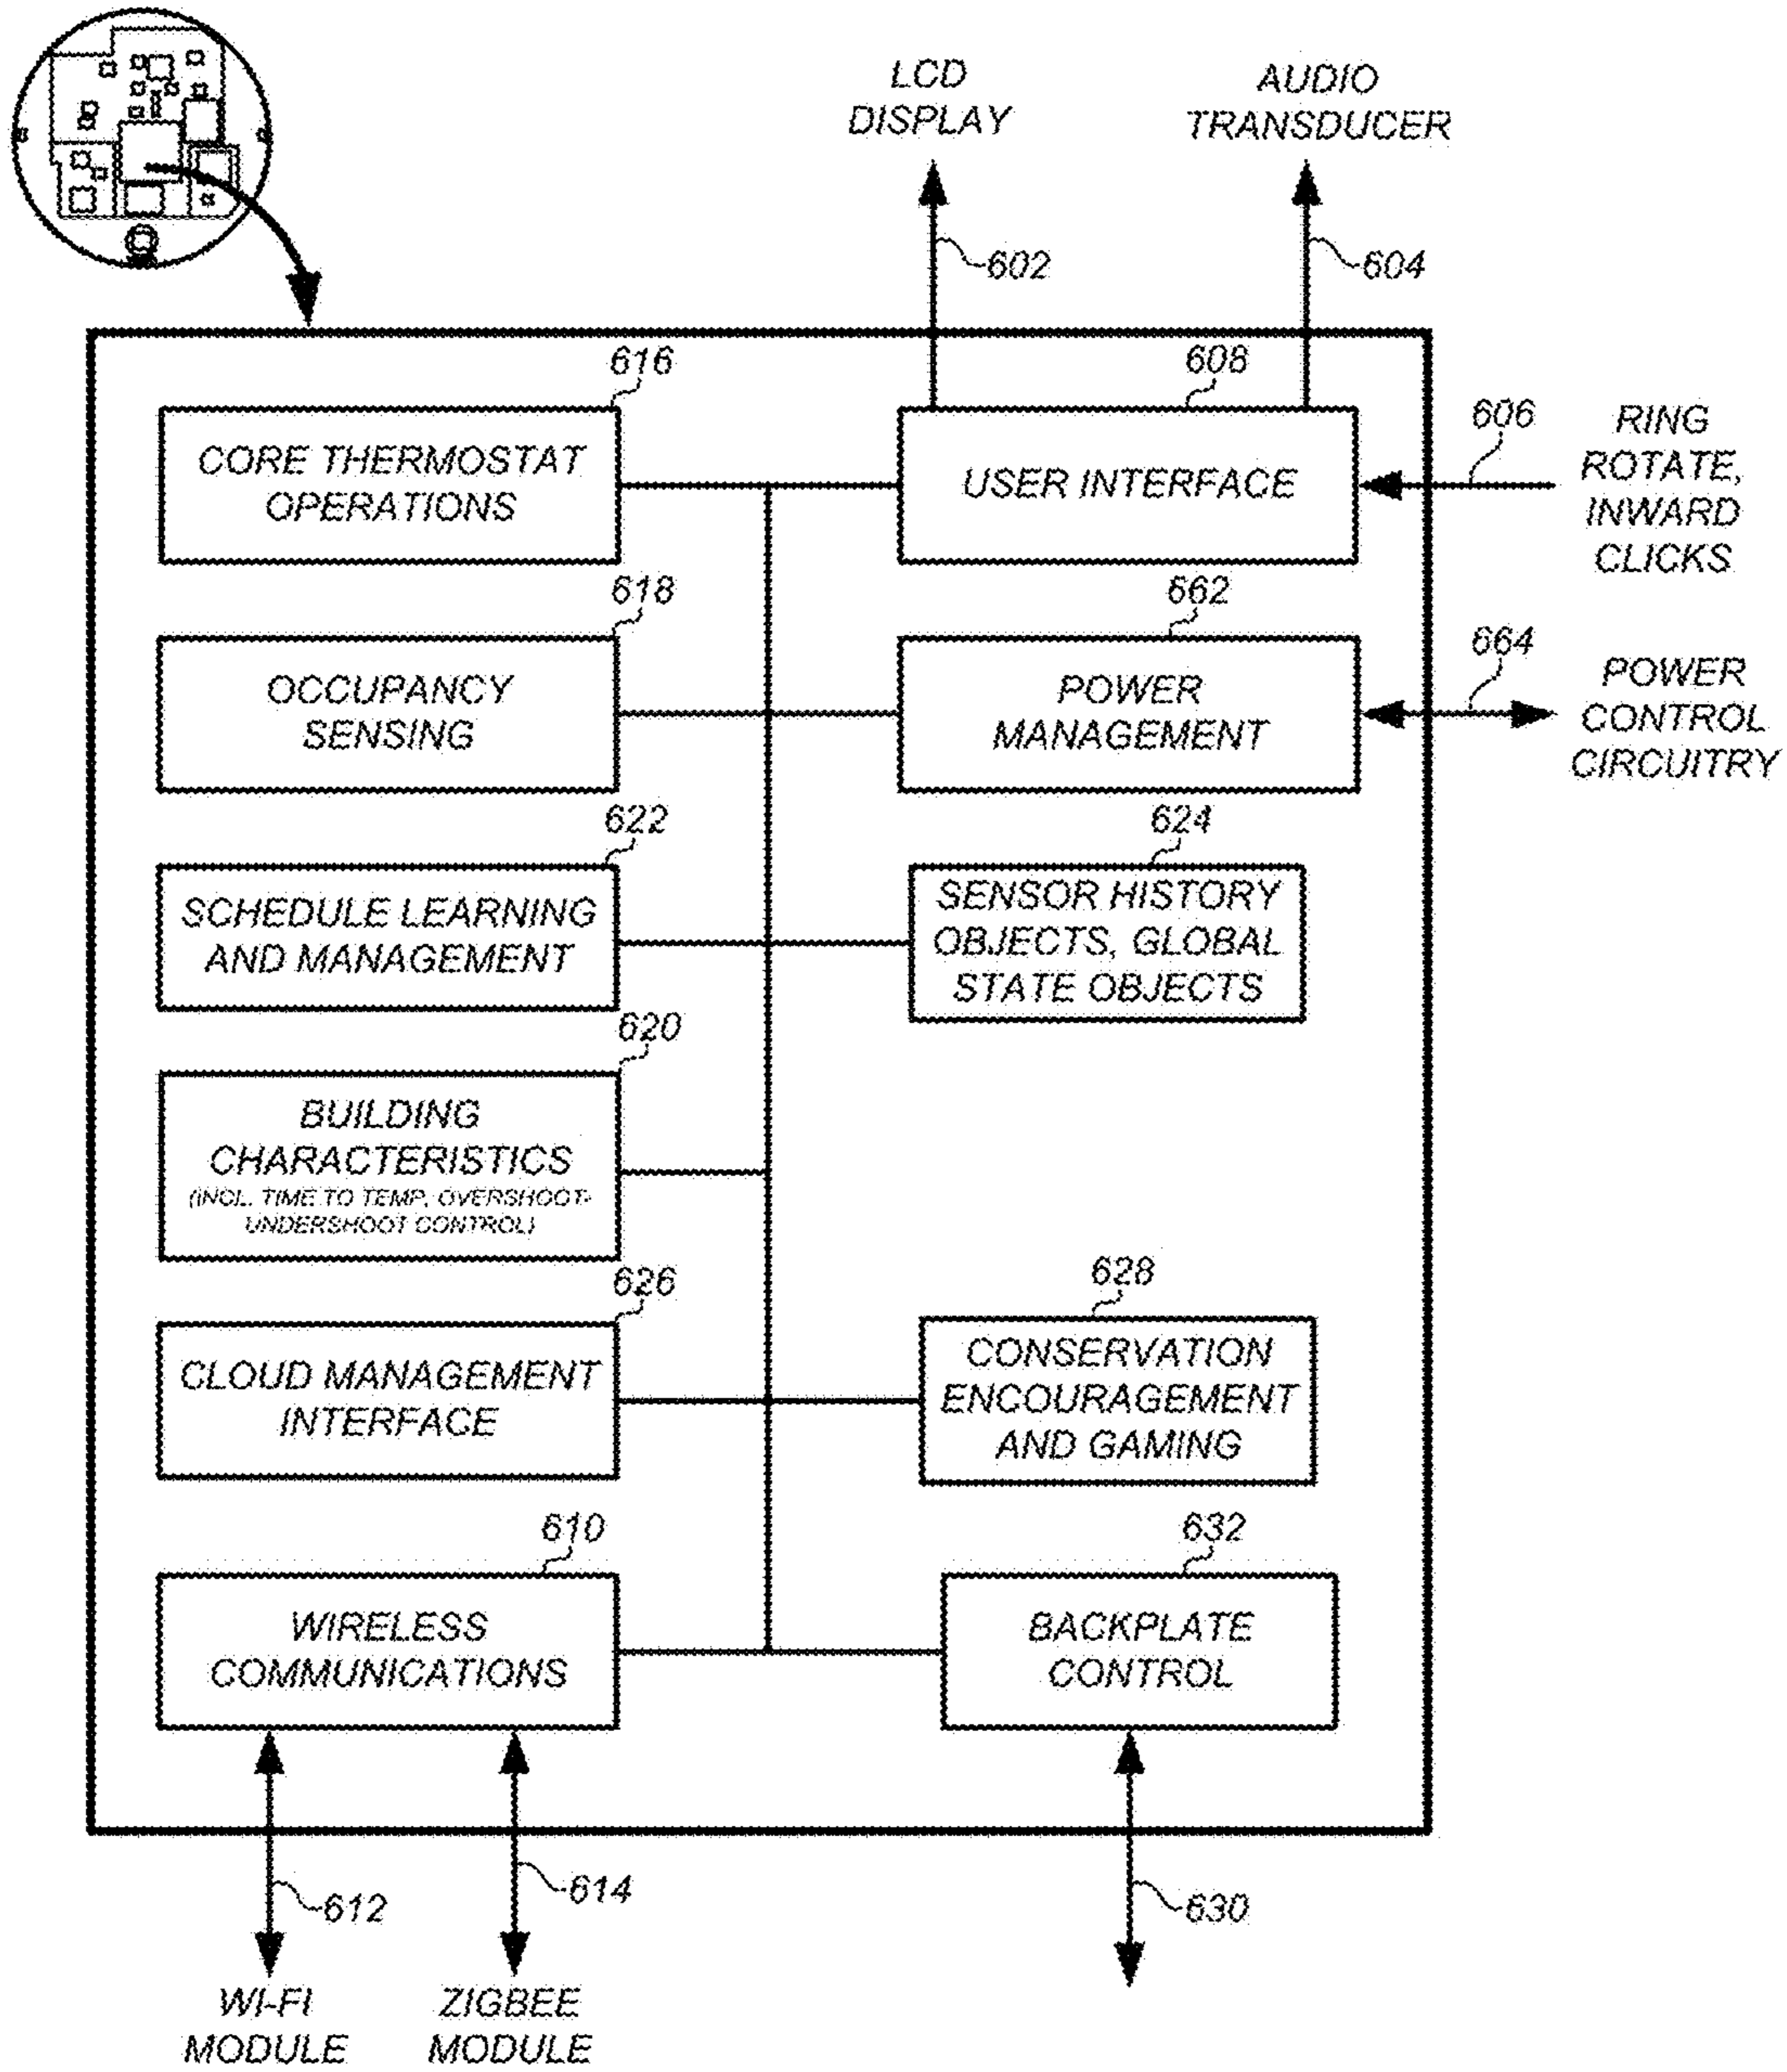 LCD
DISPLAY
AUDIO
TRANSDUCER
602
604
616
608
CORE THERMOSTAT
OPERATIONS
USER INTERFACE
606
RING
ROTATE,
INWARD
CLICKS
618
662
OCCUPANCY
SENSING
POWER
MANAGEMENT
664
POWER
CONTROL
CIRCUITRY
622
624
SCHEDULE LEARNING
AND MANAGEMENT
SENSOR HISTORY
OBJECTS, GLOBAL
STATE OBJECTS
620
BUILDING
CHARACTERISTICS
(INCL. TIME TO TEMP, OVERSHOOT-
UNDERSHOOT CONTROL)
626
628
CLOUD MANAGEMENT
INTERFACE
CONSERVATION
ENCOURAGEMENT
AND GAMING
610
632
WIRELESS
COMMUNICATIONS
BACKPLATE
CONTROL
612
614
630
WI-FI
MODULE
ZIGBEE
MODULE